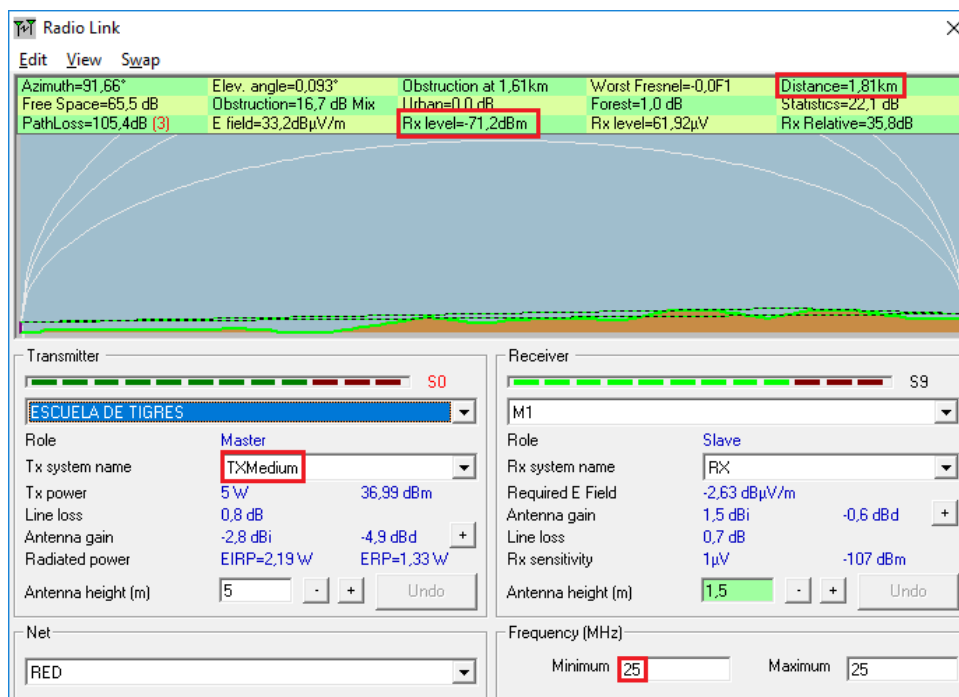 Radio Link
Edit View Swap
Azimuth=91,66° Elev. angle=0,093° Obstruction at 1,61km Worst Fresnel=-0,0F1 Distance=1,81km
Free Space=65,5 dB Obstruction=16,7 dB Mix Urban=0,0 dB Forest=1,0 dB Statistics=22,1 dB
PathLoss=105,4dB (3) E field=33,2dBµV/m Rx level=-71,2dBm Rx level=61,92µV Rx Relative=35,8dB
Transmitter
S0
ESCUELA DE TIGRES
Role Master
Tx system name TXMedium
Tx power 5 W 36,99 dBm
Line loss 0,8 dB
Antenna gain -2,8 dBi -4,9 dBd +
Radiated power EIRP=2,19 W ERP=1,33 W
Antenna height (m) 5 - + Undo
Net
RED
Receiver
S9
M1
Role Slave
Rx system name RX
Required E Field -2,63 dBµV/m
Antenna gain 1,5 dBi -0,6 dBd +
Line loss 0,7 dB
Rx sensitivity 1µV -107 dBm
Antenna height (m) 1,5 - + Undo
Frequency (MHz)
Minimum 25 Maximum 25